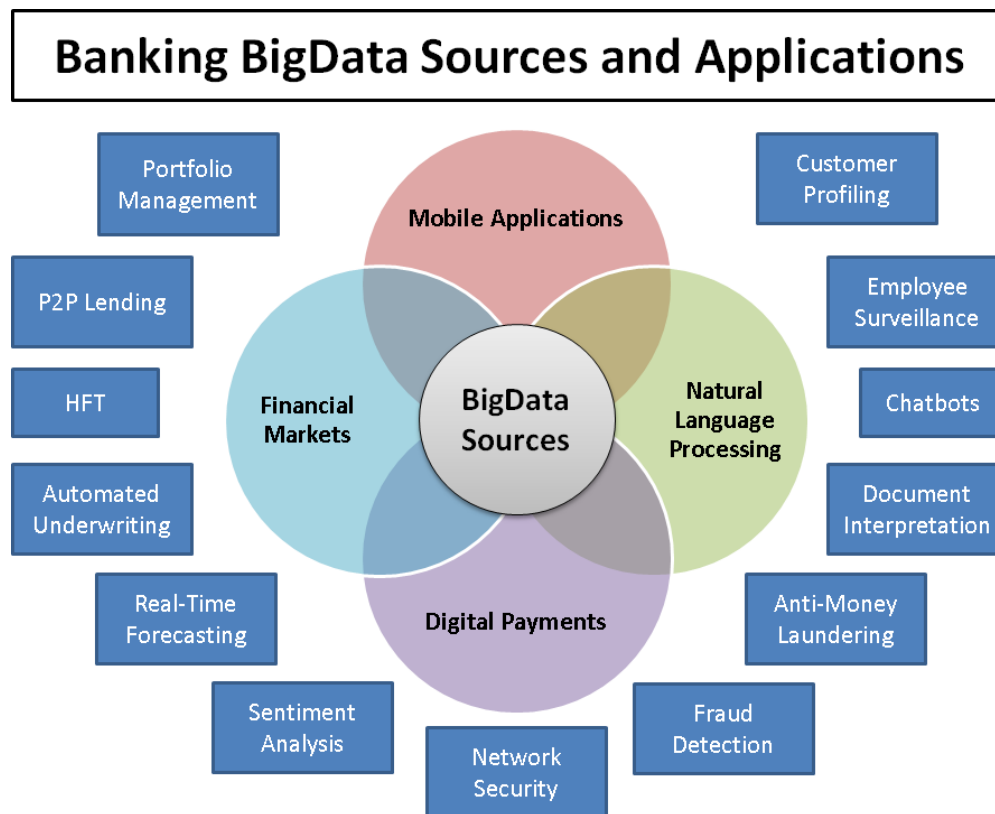 Banking BigData Sources and Applications
Portfolio
Management
Customer
Profiling
Mobile Applications
P2P Lending
Employee
Surveillance
HFT
Financial
Markets
BigData
Sources
Natural
Language
Processing
Chatbots
Automated
Underwriting
Document
Interpretation
Real-Time
Forecasting
Digital Payments
Anti-Money
Laundering
Sentiment
Analysis
Network
Security
Fraud
Detection